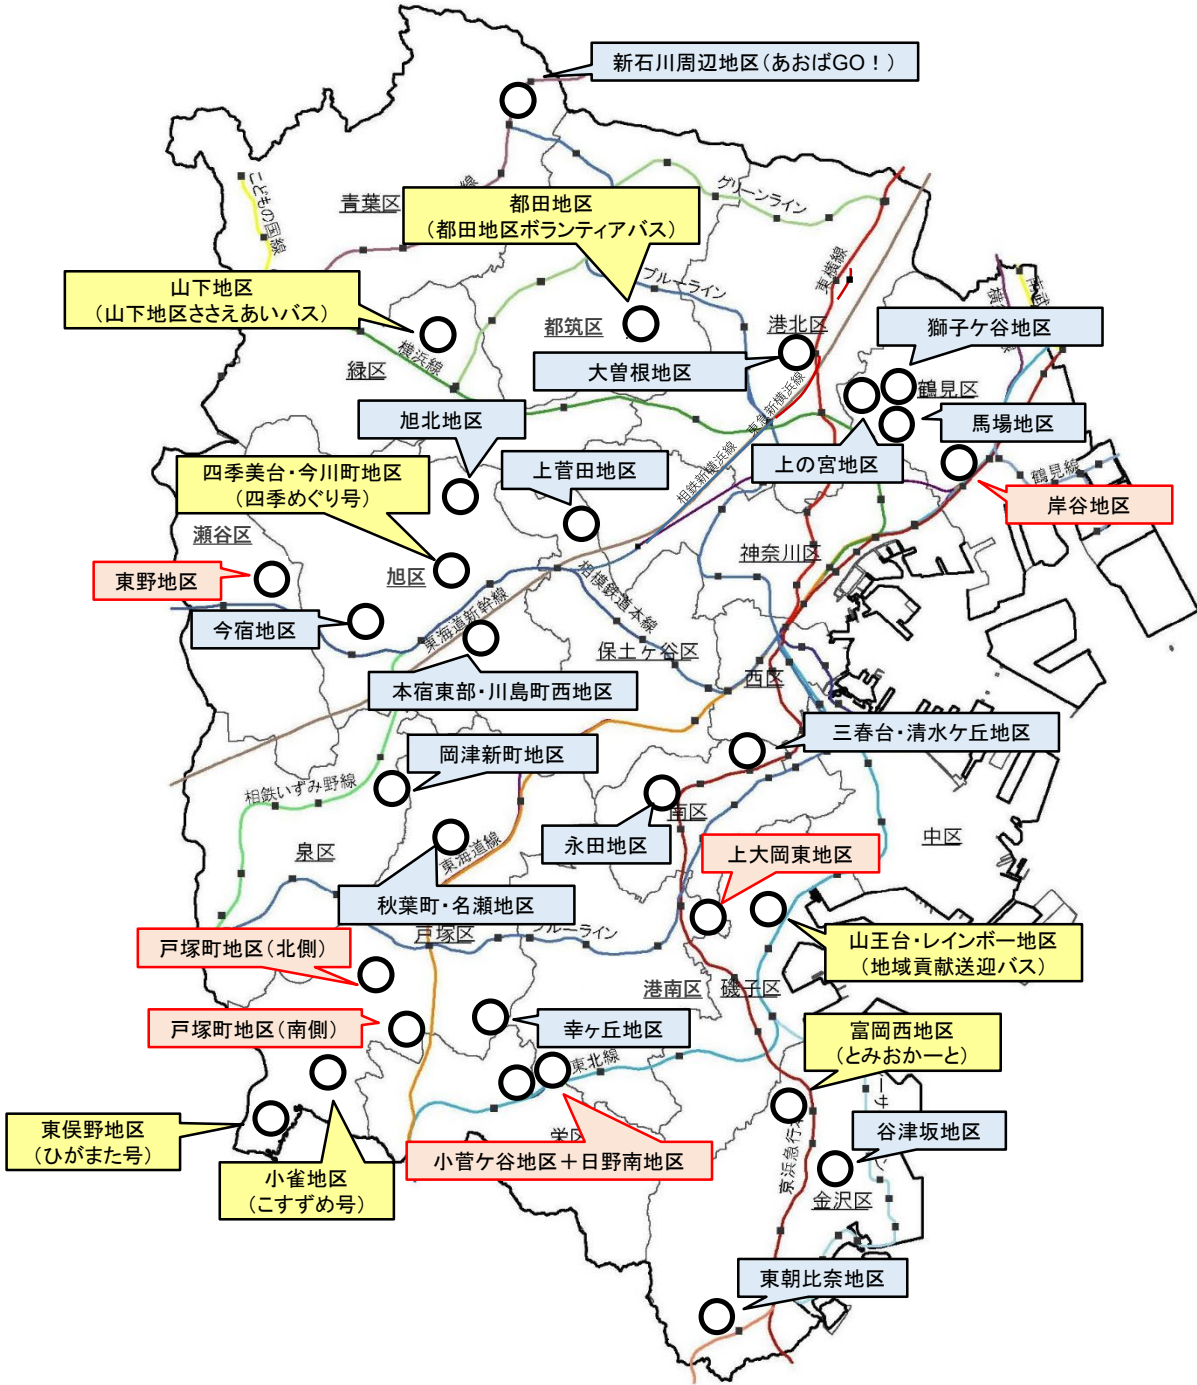 新石川周辺地区(あおばGO！)
こどもの国線
青葉区
線
グリーンライン
都田地区
(都田地区ボランティアバス)
東横線
ブルーライン
山下地区
(山下地区ささえあいバス)
都筑区
港北区
獅子ケ谷地区
横浜線
緑区
大曽根地区
鶴見区
旭北地区
東急新横浜線
馬場地区
四季美台・今川町地区
(四季めぐり号)
上菅田地区
相鉄新横浜線
上の宮地区
鶴見線
岸谷地区
瀬谷区
神奈川区
東野地区
旭区
相模鉄道本線
今宿地区
東海道新幹線
保土ヶ谷区
西区
本宿東部・川島町西地区
三春台・清水ケ丘地区
岡津新町地区
相鉄いずみ野線
南区
永田地区
中区
泉区
東海道線
上大岡東地区
秋葉町・名瀬地区
戸塚区
ブルーライン
山王台・レインボー地区
(地域貢献送迎バス)
戸塚町地区(北側)
港南区
磯子区
戸塚町地区(南側)
幸ヶ丘地区
富岡西地区
(とみおかーと)
東北線
東俣野地区
(ひがまた号)
小雀地区
(こすずめ号)
栄区
小菅ケ谷地区＋日野南地区
京浜急行
谷津坂地区
金沢区
東朝比奈地区